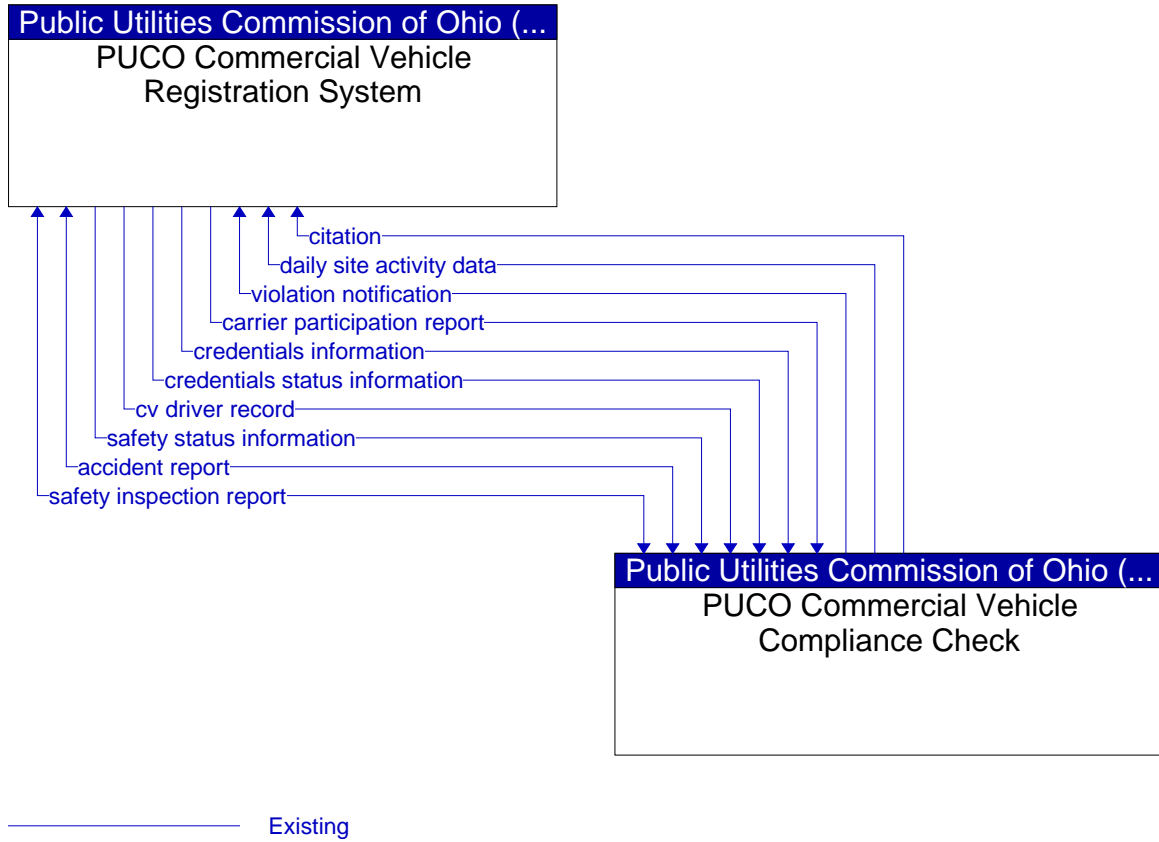 Public Utilities Commission of Ohio (...
PUCO Commercial Vehicle
Registration System
citation
daily site activity data
violation notification
carrier participation report
credentials information
credentials status information
cv driver record
safety status information
accident report
safety inspection report
Public Utilities Commission of Ohio (...
PUCO Commercial Vehicle
Compliance Check
Existing